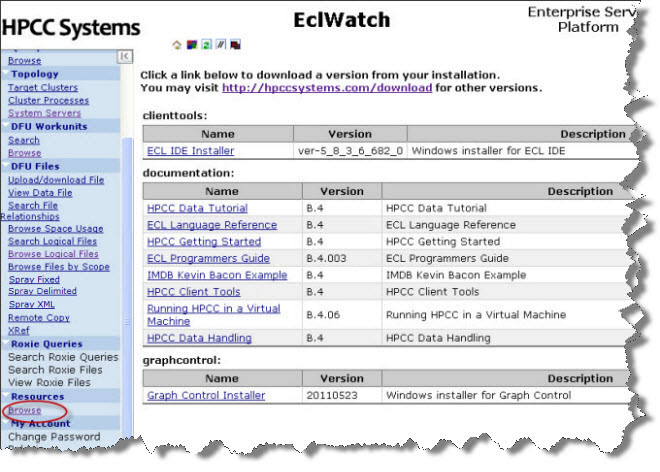 HPCC Systems
EclWatch
Enterprise Serv
Platform
Browse
Topology
Target Clusters
Cluster Processes
System Servers
DFU Workunits
Search
Browse
DFU Files
Upload/download File
View Data File
Search File
Relationships
Browse Space Usage
Search Logical Files
Browse Logical Files
Browse Files by Scope
Spray Fixed
Spray Delimited
Spray XML
Remote Copy
XRef
Roxie Queries
Search Roxie Queries
Search Roxie Files
View Roxie Files
Resources
Browse
My Account
Change Password
Click a link below to download a version from your installation.
You may visit http://hpccsystems.com/download for other versions.
clienttools:
Name Version Description
ECL IDE Installer ver-5_8_3_6_682_0 Windows installer for ECL IDE
documentation:
Name Version Description
HPCC Data Tutorial B.4 HPCC Data Tutorial
ECL Language Reference B.4 ECL Language Reference
HPCC Getting Started B.4 HPCC Getting Started
ECL Programmers Guide B.4.003 ECL Programmers Guide
IMDB Kevin Bacon Example B.4 IMDB Kevin Bacon Example
HPCC Client Tools B.4 HPCC Client Tools
Running HPCC in a Virtual
Machine B.4.06 Running HPCC in a Virtual Machine
HPCC Data Handling B.4 HPCC Data Handling
graphcontrol:
Name Version Description
Graph Control Installer 20110523 Windows installer for Graph Control